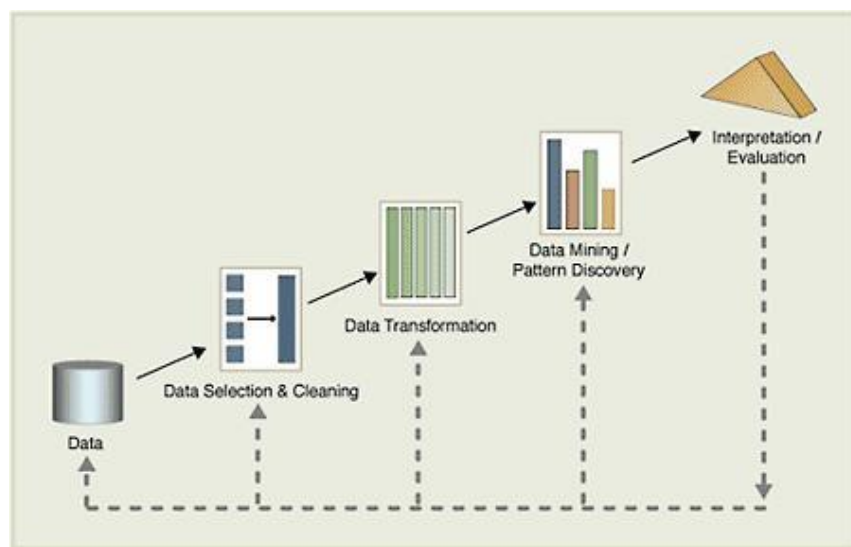 Interpretation /
Evaluation
Data Mining /
Pattern Discovery
Data Transformation
Data Selection & Cleaning
Data